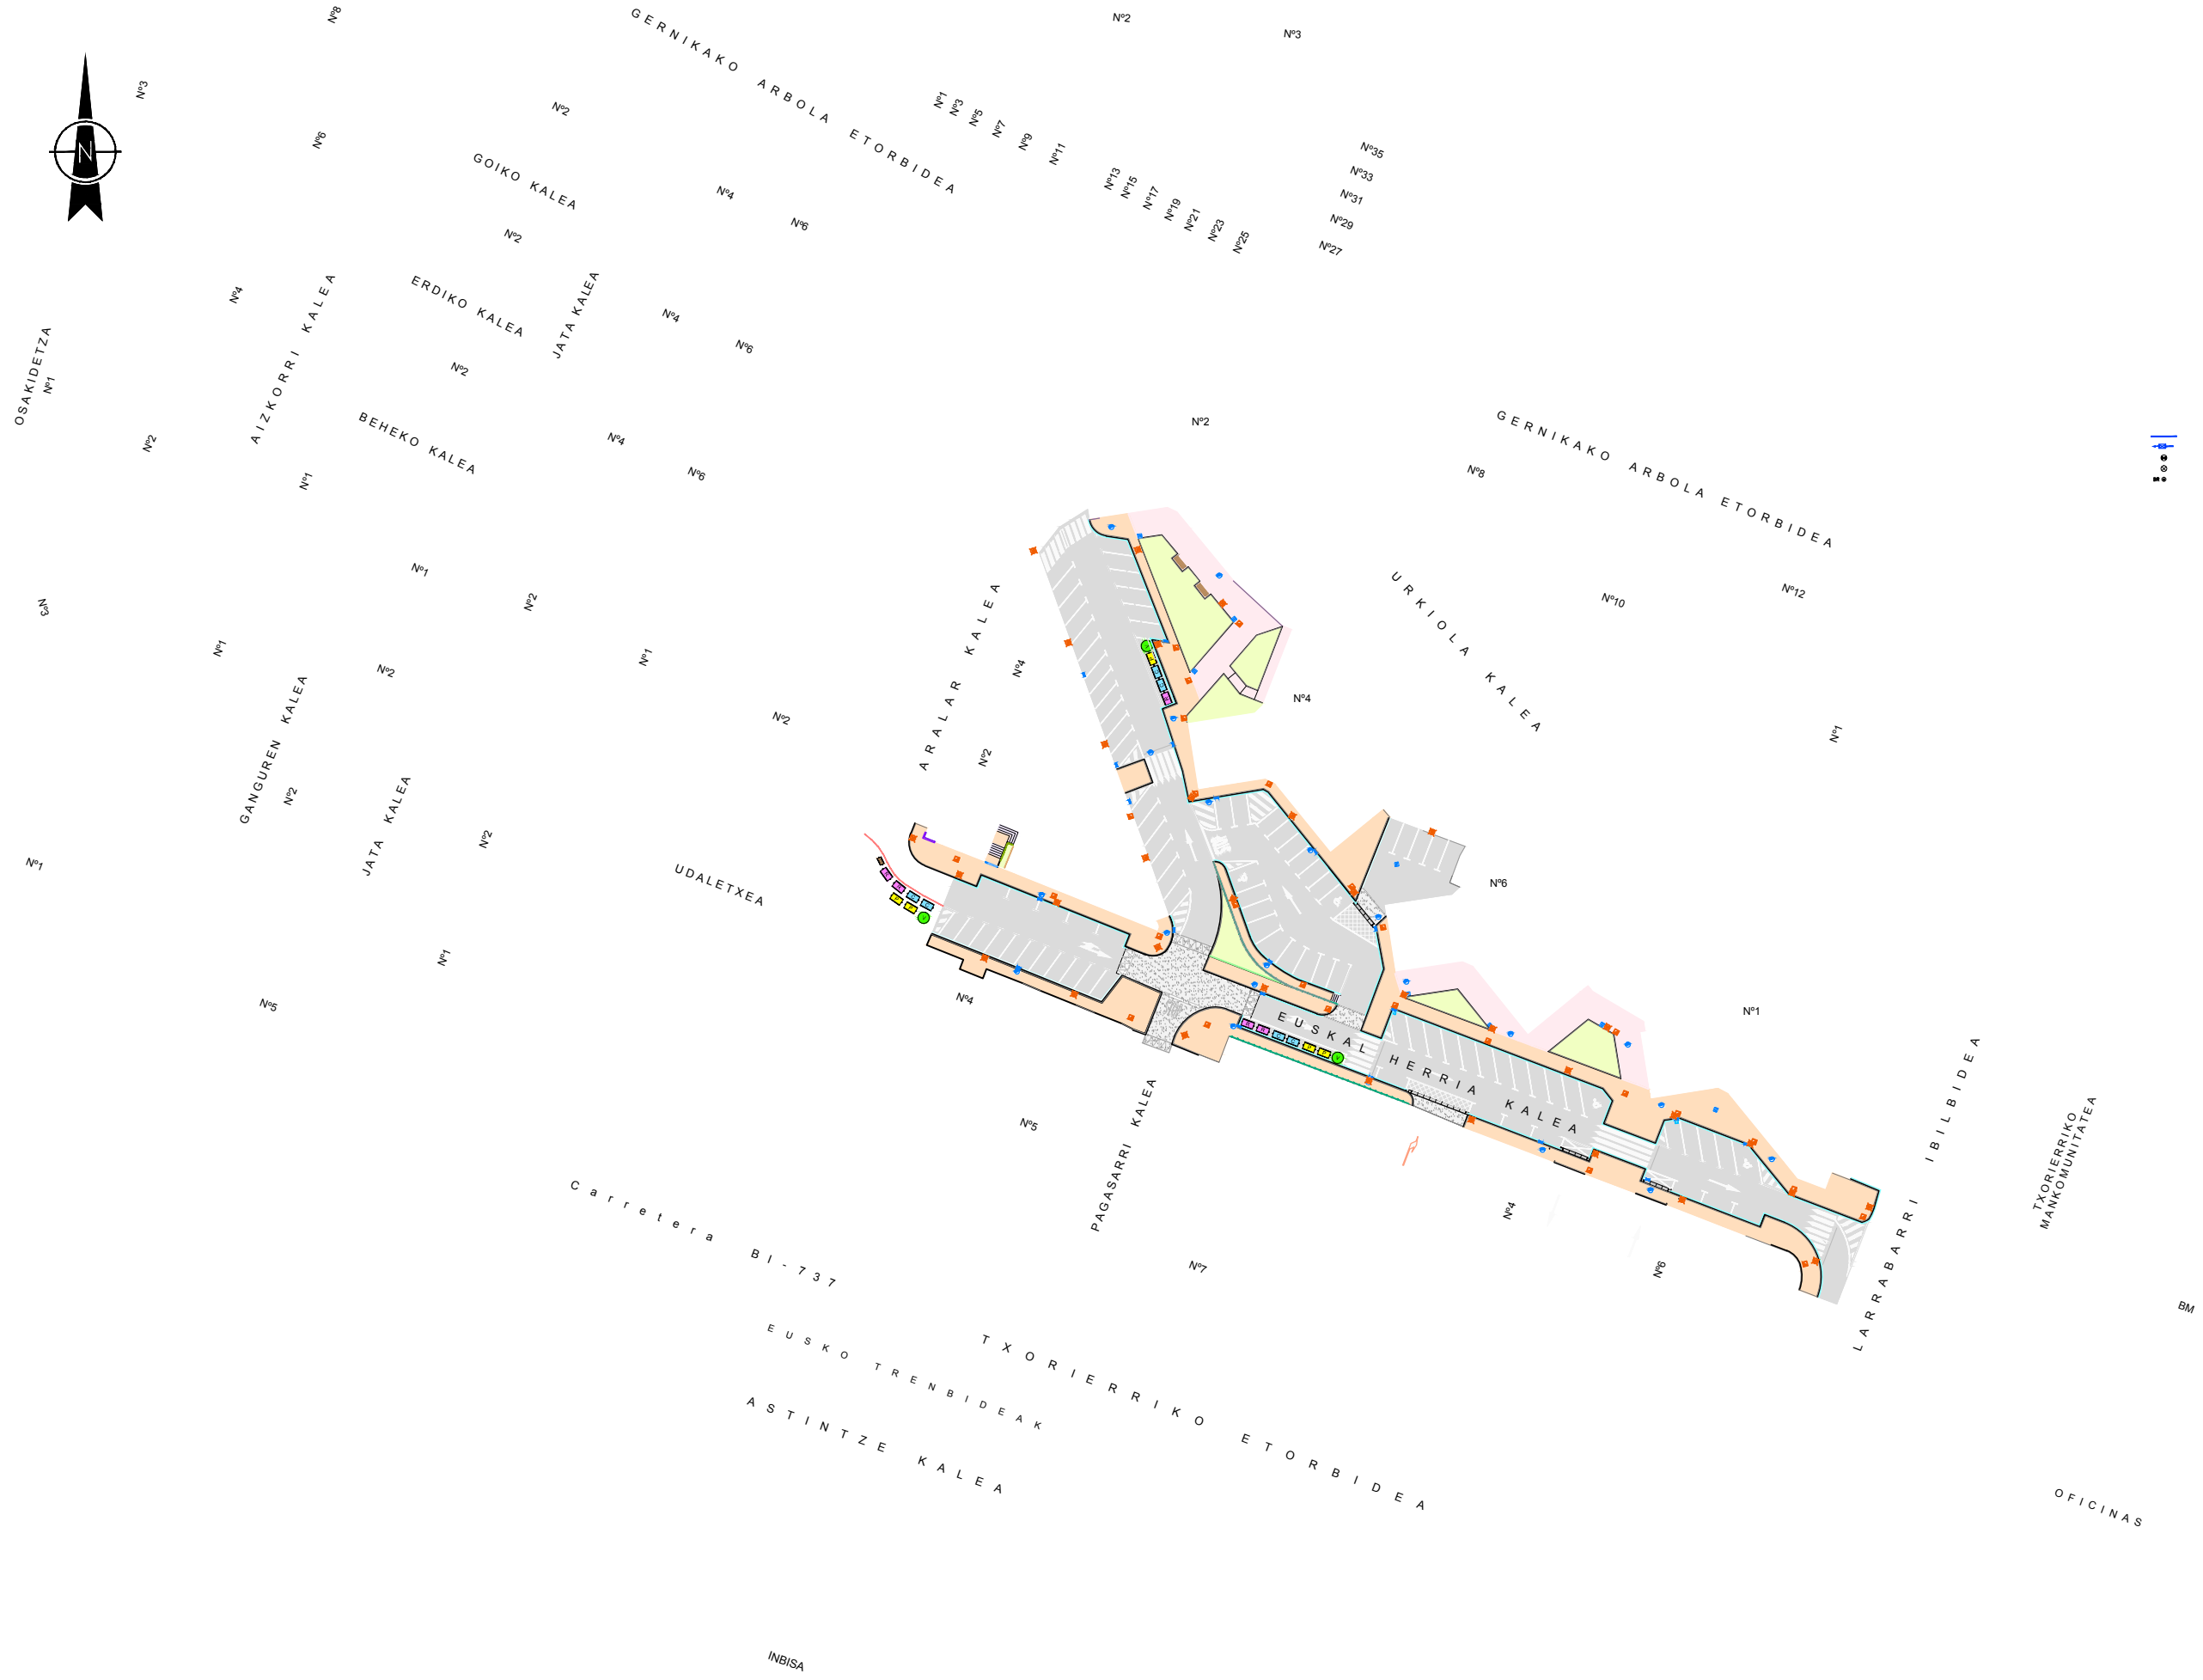 Nº8
GERNIKAKO ARBOLA ETORBIDEA
Nº2
Nº3
Nº3
N
Nº6
Nº2
GOIKO KALEA
Nº4
Nº6
Nº2
Nº1
Nº3
Nº5
Nº7
Nº9
Nº11
Nº13
Nº15
Nº17
Nº19
Nº21
Nº23
Nº25
Nº35
Nº33
Nº31
Nº29
Nº27
Nº4
AIZKORRI KALEA
ERDIKO KALEA
JATA KALEA
Nº4
Nº6
OSAKIDETZA
Nº1
Nº2
Nº2
BEHEKO KALEA
Nº4
Nº6
Nº1
Nº2
GERNIKAKO ARBOLA ETORBIDEA
Nº8
Nº10
Nº12
URKIOLA KALEA
Nº1
Nº3
Nº1
Nº1
Nº2
Nº2
Nº1
Nº2
ARALAR KALEA
Nº4
Nº2
Nº4
GANGUREN KALEA
Nº2
JATA KALEA
Nº2
Nº1
UDALETXEA
Nº6
Nº1
Nº5
Nº4
Nº1
EUSKAL HERRIA KALEA
Nº5
PAGASARRI KALEA
LARRABARRI IBILBIDEA
TXORIERRIKO
MANKOMUNITATEA
Carretera BI-737
Nº7
Nº4
Nº6
BM
EUSKO TRENBIDEAK
TXORIERRIKO ETORBIDEA
ASTINTZE KALEA
OFICINAS
INBISA